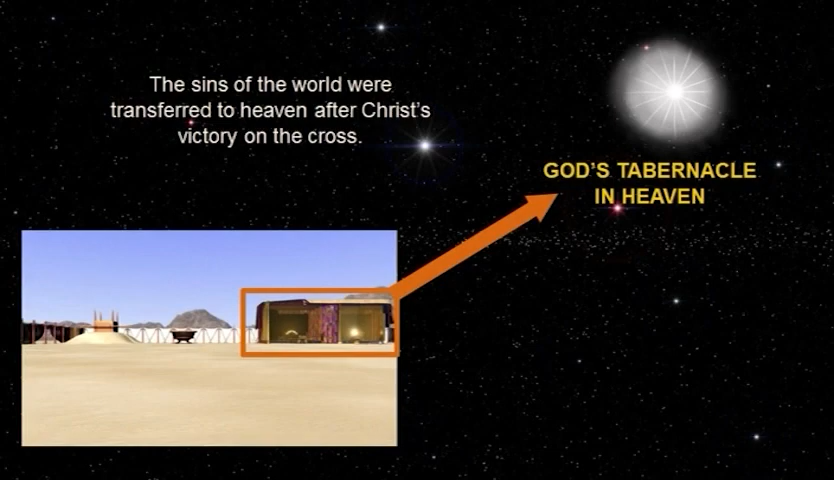 The sins of the world were
transferred to heaven after Christ's
victory on the cross.
GOD'S TABERNACLE
IN HEAVEN